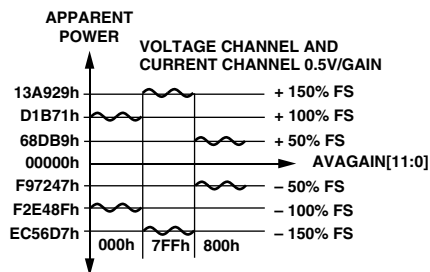 APPARENT
POWER
VOLTAGE CHANNEL AND
CURRENT CHANNEL 0.5V/GAIN
13A929h + 150% FS
D1B71h + 100% FS
68DB9h + 50% FS
00000h AVAGAIN[11:0]
F97247h – 50% FS
F2E48Fh – 100% FS
EC56D7h – 150% FS
000h 7FFh 800h